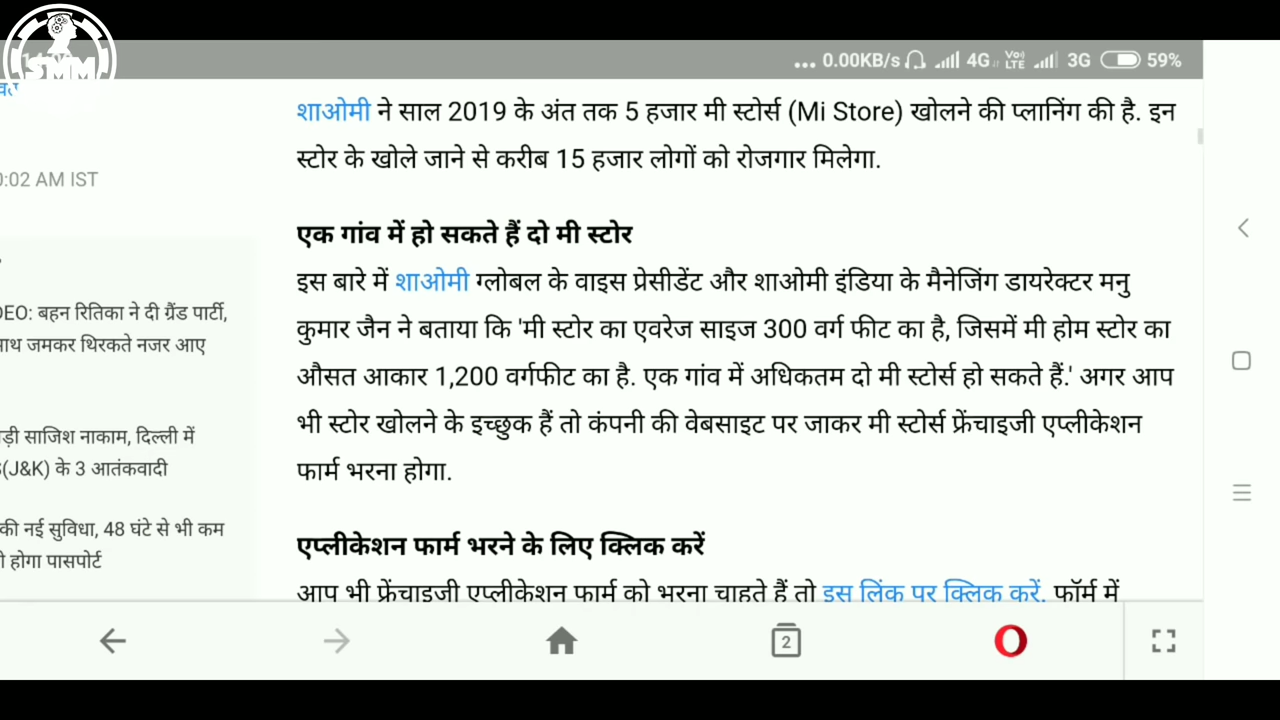 SMM
... 0.00KB/s 4G VoI LTE 3G 59%
शाओमी ने साल 2019 के अंत तक 5 हजार मी स्टोर्स (Mi Store) खोलने की प्लानिंग की है. इन
स्टोर के खोले जाने से करीब 15 हजार लोगों को रोजगार मिलेगा.
एक गांव में हो सकते हैं दो मी स्टोर
इस बारे में शाओमी ग्लोबल के वाइस प्रेसीडेंट और शाओमी इंडिया के मैनेजिंग डायरेक्टर मनु
कुमार जैन ने बताया कि 'मी स्टोर का एवरेज साइज 300 वर्ग फीट का है, जिसमें मी होम स्टोर का
औसत आकार 1,200 वर्गफीट का है. एक गांव में अधिकतम दो मी स्टोर्स हो सकते हैं.' अगर आप
भी स्टोर खोलने के इच्छुक हैं तो कंपनी की वेबसाइट पर जाकर मी स्टोर्स फ्रेंचाइजी एप्लीकेशन
फार्म भरना होगा.
एप्लीकेशन फार्म भरने के लिए क्लिक करें
आप भी फ्रेंचाइजी एप्लीकेशन फार्म को भरना चाहते हैं तो इस लिंक पर क्लिक करें. फॉर्म में
0:02 AM IST
DEO: बहन रितिका ने दी ग्रैंड पार्टी,
साथ जमकर थिरकते नजर आए
ड़ी साजिश नाकाम, दिल्ली में
S(J&K) के 3 आतंकवादी
की नई सुविधा, 48 घंटे से भी कम
होगा पासपोर्ट
2